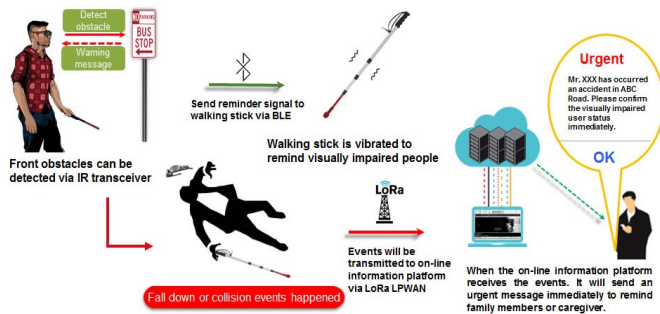 Detect
obstacle
Warning
message
NO PARKING
BUS
STOP
Front obstacles can be
detected via IR transceiver
Send reminder signal to
walking stick via BLE
Walking stick is vibrated to
remind visually impaired people
Fall down or collision events happened
LoRa
Events will be
transmitted to on-line
information platform
via LoRa LPWAN
Urgent
Mr. XXX has occurred
an accident in ABC
Road. Please confirm
the visually impaired
user status
immediately.
OK
When the on-line information platform
receives the events. It will send an
urgent message immediately to remind
family members or caregiver.